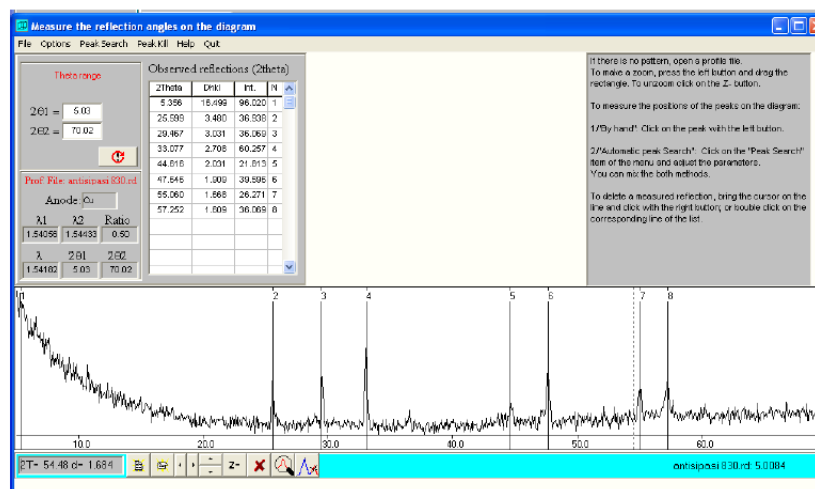 Measure the reflection angles on the diagram
File Options Peak Search Peak Kill Help Quit
Theta range
2θ1 = 5.03
2θ2 = 70.02
Prof. File: antisipasi 830.rd
Anode: Cu
λ1 λ2 Ratio
1.54056 1.54433 0.50
λ 2θ1 2θ2
1.54182 5.03 70.02
Observed reflections (2theta)
2Theta Dhkl Int. N
5.356 16.499 96.020 1
25.599 3.480 36.938 2
29.467 3.031 36.069 3
33.077 2.708 60.257 4
44.616 2.031 21.813 5
47.646 1.909 39.596 6
55.060 1.668 26.271 7
57.252 1.609 36.069 8
If there is no pattern, open a profile file.
To make a zoom, press the left button and drag the
rectangle. To unzoom click on the Z- button.
To measure the positions of the peaks on the diagram:
1/"By hand": Click on the peak with the left button.
2/"Automatic peak Search": Click on the "Peak Search"
item of the menu and adjust the parameters.
You can mix the both methods.
To delete a measured reflection, bring the cursor on the
line and click with the right button; or bouble click on the
corresponding line of the list.
1 2 3 4 5 6 7 8
10.0 20.0 30.0 40.0 50.0 60.0
2T= 54.48 d= 1.684 Z- antisipasi 830.rd: 5.0084